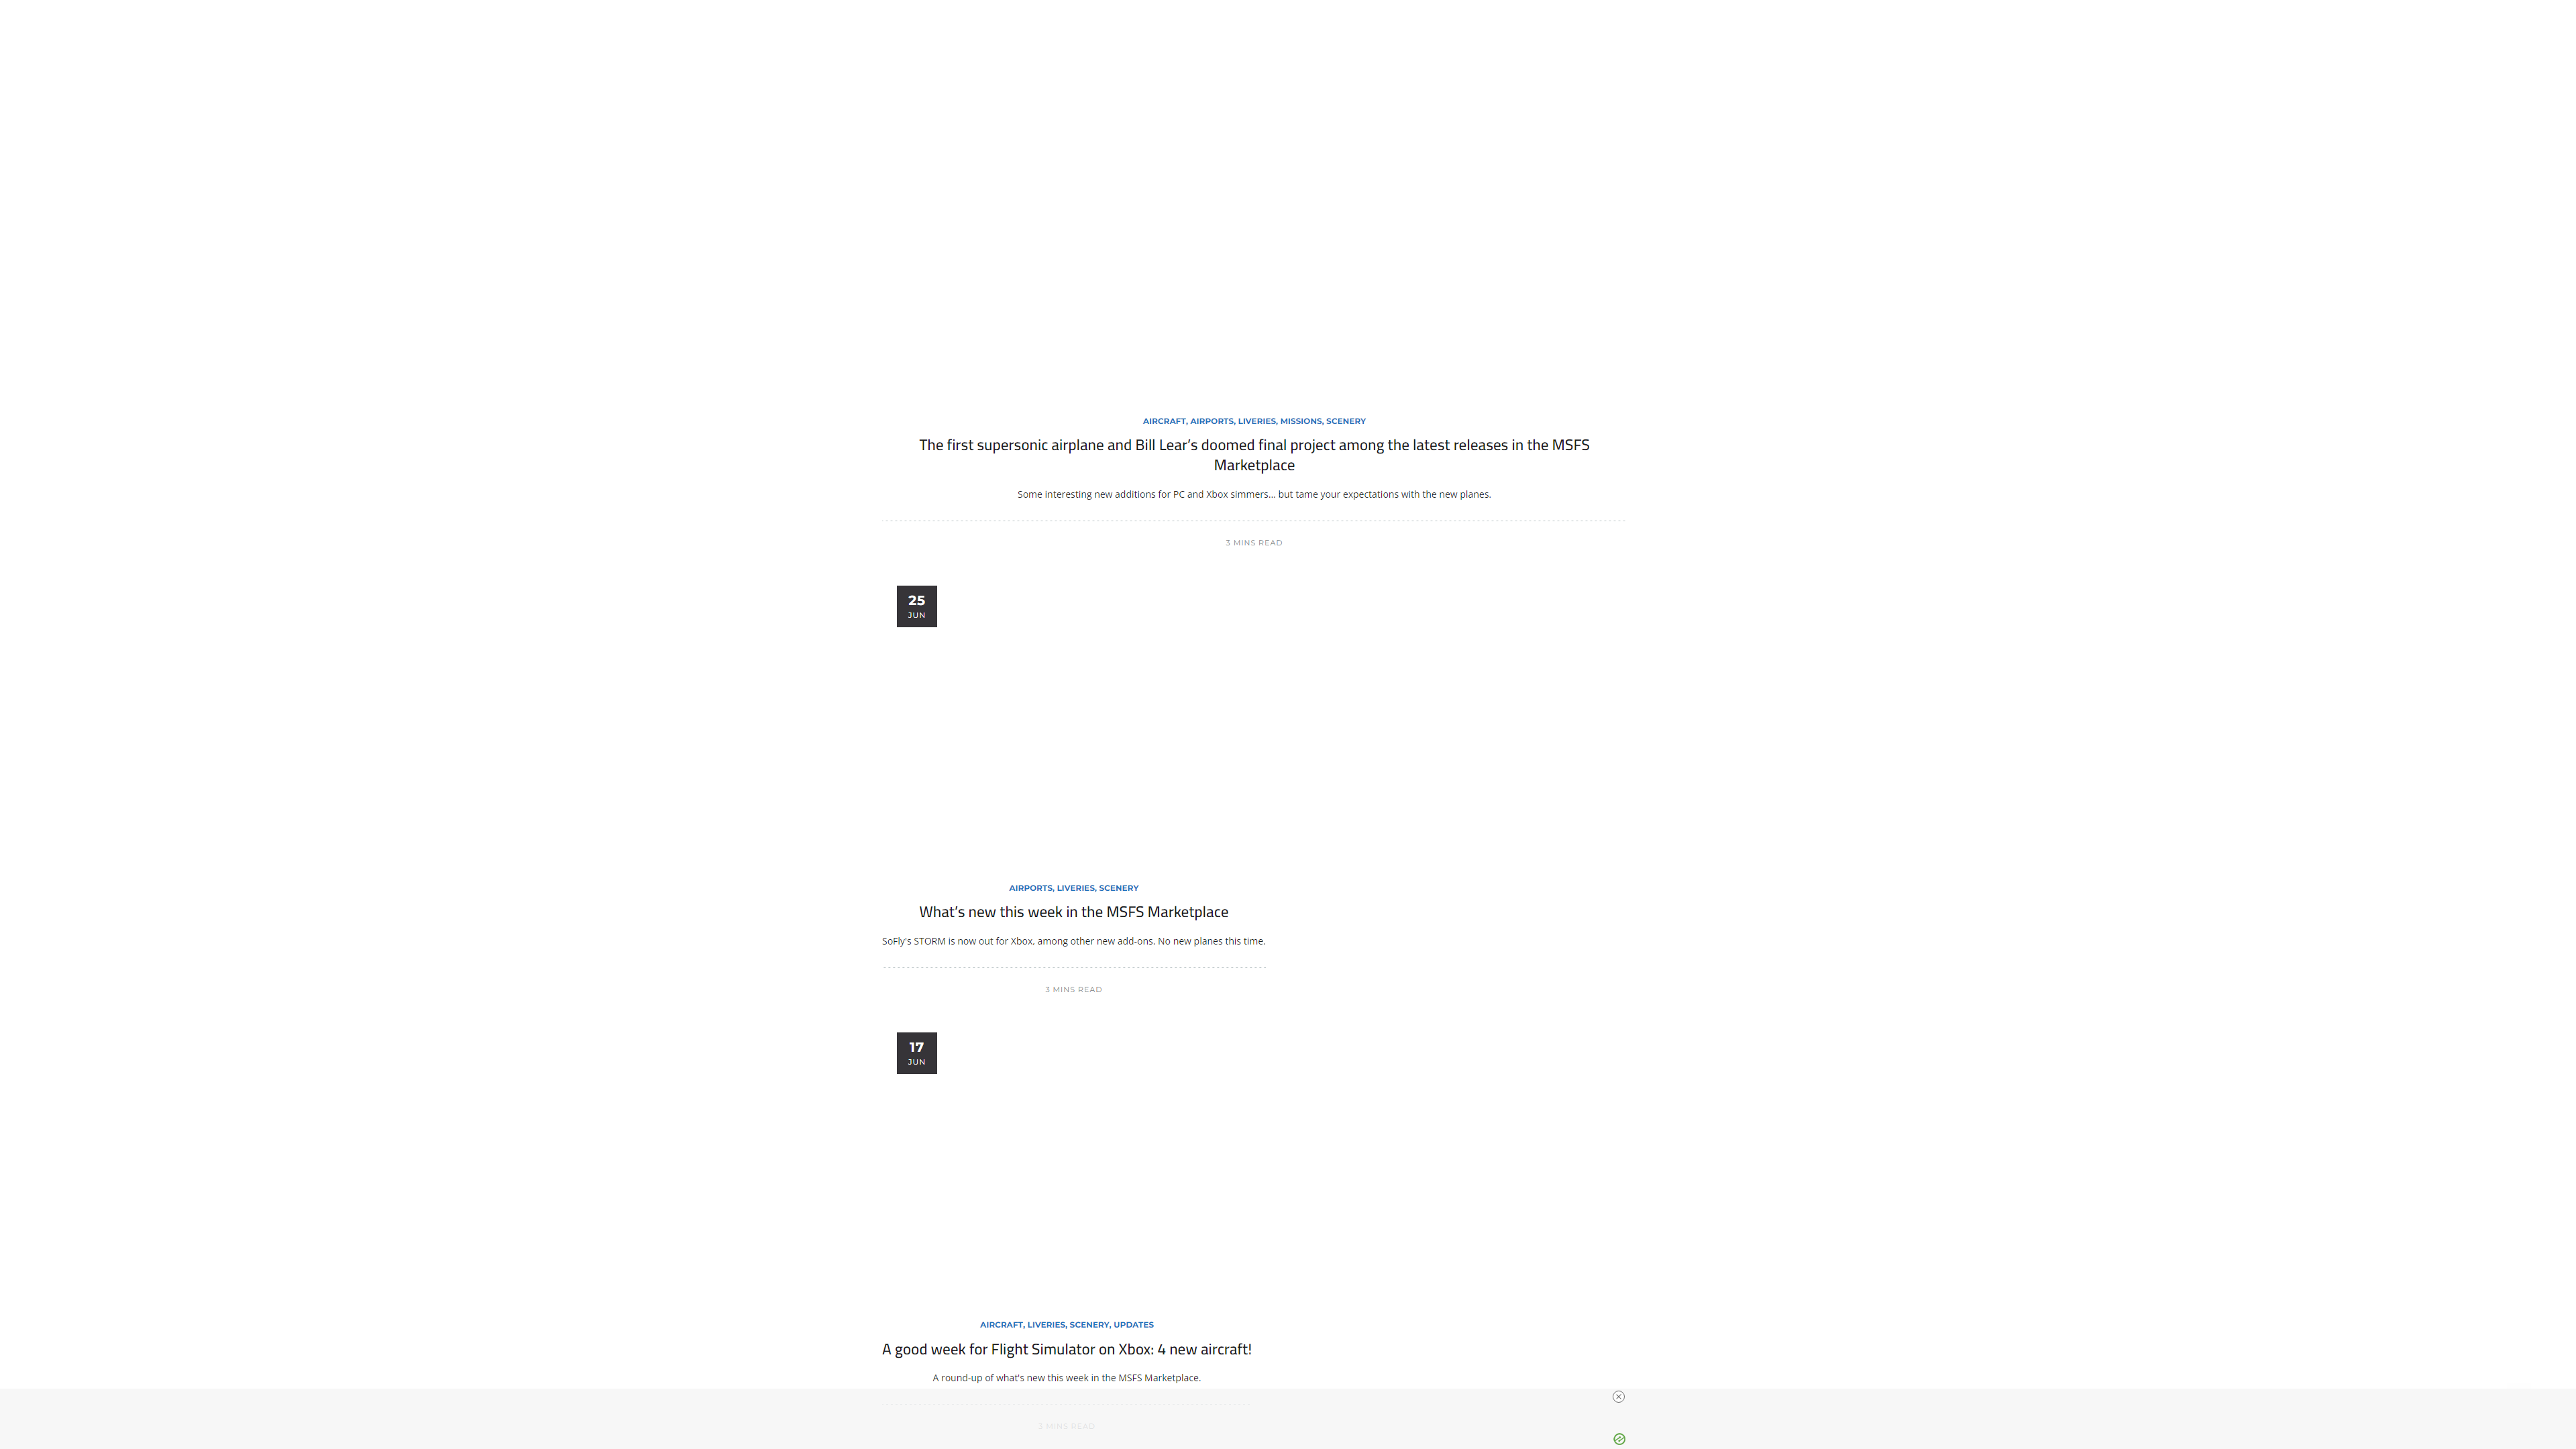 AIRCRAFT, AIRPORTS, LIVERIES, MISSIONS, SCENERY
The first supersonic airplane and Bill Lear’s doomed final project among the latest releases in the MSFS
Marketplace
Some interesting new additions for PC and Xbox simmers... but tame your expectations with the new planes.
3 MINS READ
25
JUN
AIRPORTS, LIVERIES, SCENERY
What’s new this week in the MSFS Marketplace
SoFly's STORM is now out for Xbox, among other new add-ons. No new planes this time.
3 MINS READ
17
JUN
AIRCRAFT, LIVERIES, SCENERY, UPDATES
A good week for Flight Simulator on Xbox: 4 new aircraft!
A round-up of what's new this week in the MSFS Marketplace.
3 MINS READ